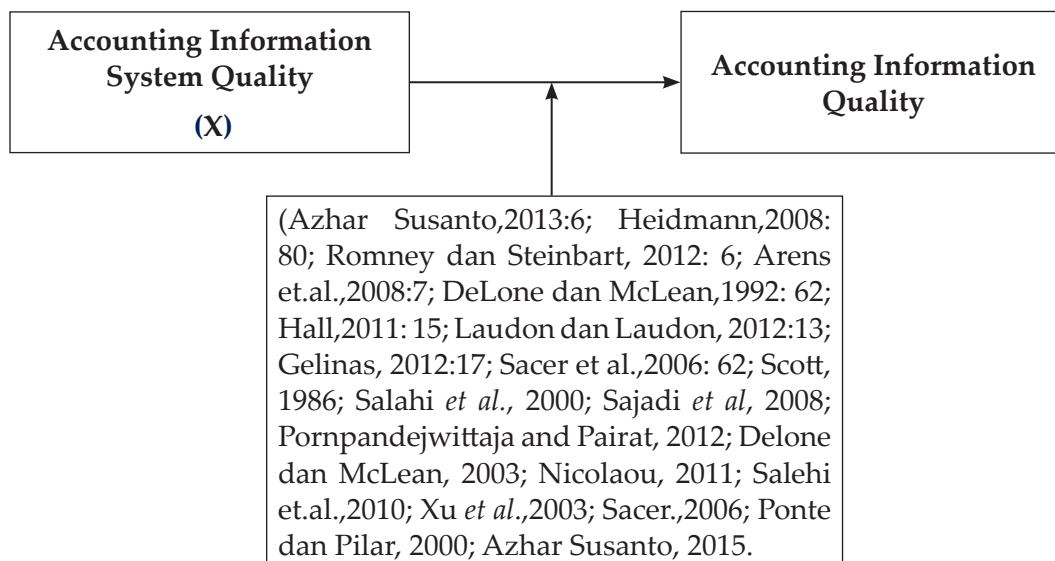 Accounting Information
System Quality
(X)
Accounting Information
Quality
(Azhar Susanto,2013:6; Heidmann,2008:
80; Romney dan Steinbart, 2012: 6; Arens
et.al.,2008:7; DeLone dan McLean,1992: 62;
Hall,2011: 15; Laudon dan Laudon, 2012:13;
Gelinas, 2012:17; Sacer et al.,2006: 62; Scott,
1986; Salahi et al., 2000; Sajadi et al, 2008;
Pornpandejwittaja and Pairat, 2012; Delone
dan McLean, 2003; Nicolaou, 2011; Salehi
et.al.,2010; Xu et al.,2003; Sacer.,2006; Ponte
dan Pilar, 2000; Azhar Susanto, 2015.